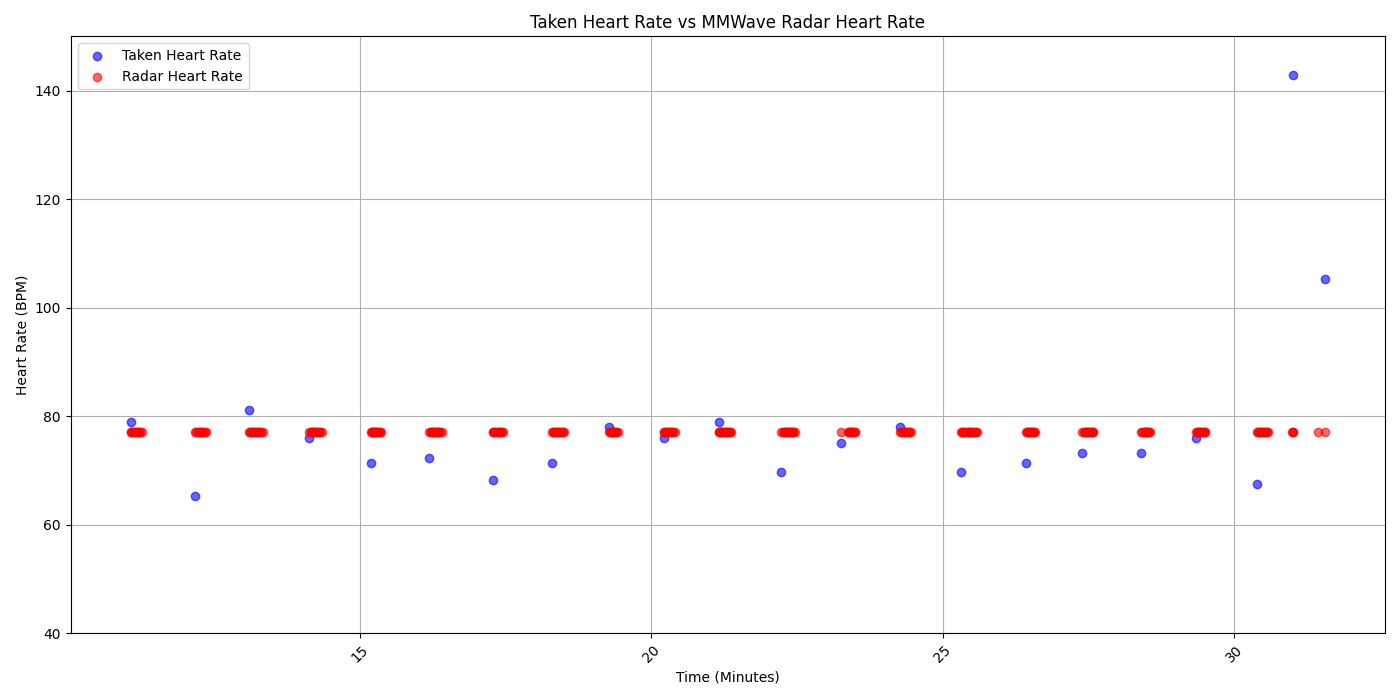 Taken Heart Rate vs MMWave Radar Heart Rate
Taken Heart Rate
Radar Heart Rate
Heart Rate (BPM)
140
120
100
80
60
40
15
20
25
30
Time (Minutes)